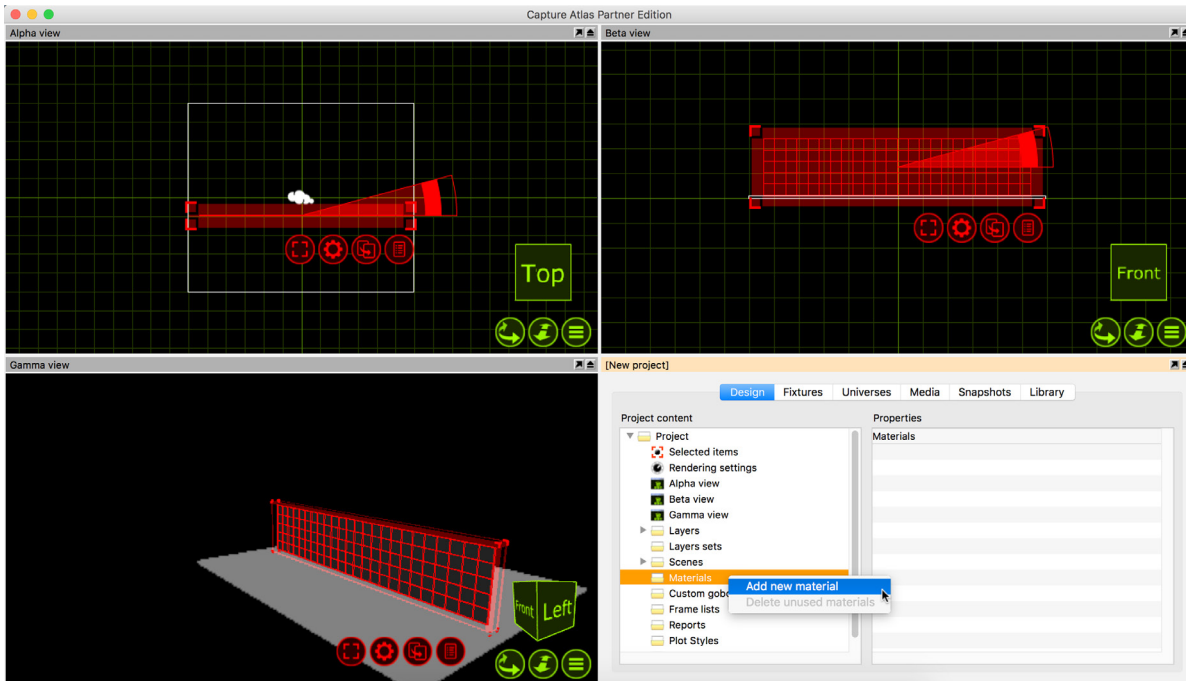 Capture Atlas Partner Edition
Alpha view
Beta view
Top
Front
Gamma view
Front
Left
[New project]
Design Fixtures Universes Media Snapshots Library
Project content
Project
Selected items
Rendering settings
Alpha view
Beta view
Gamma view
Layers
Layers sets
Scenes
Materials
Custom gobo
Frame lists
Reports
Plot Styles
Add new material
Delete unused materials
Properties
Materials